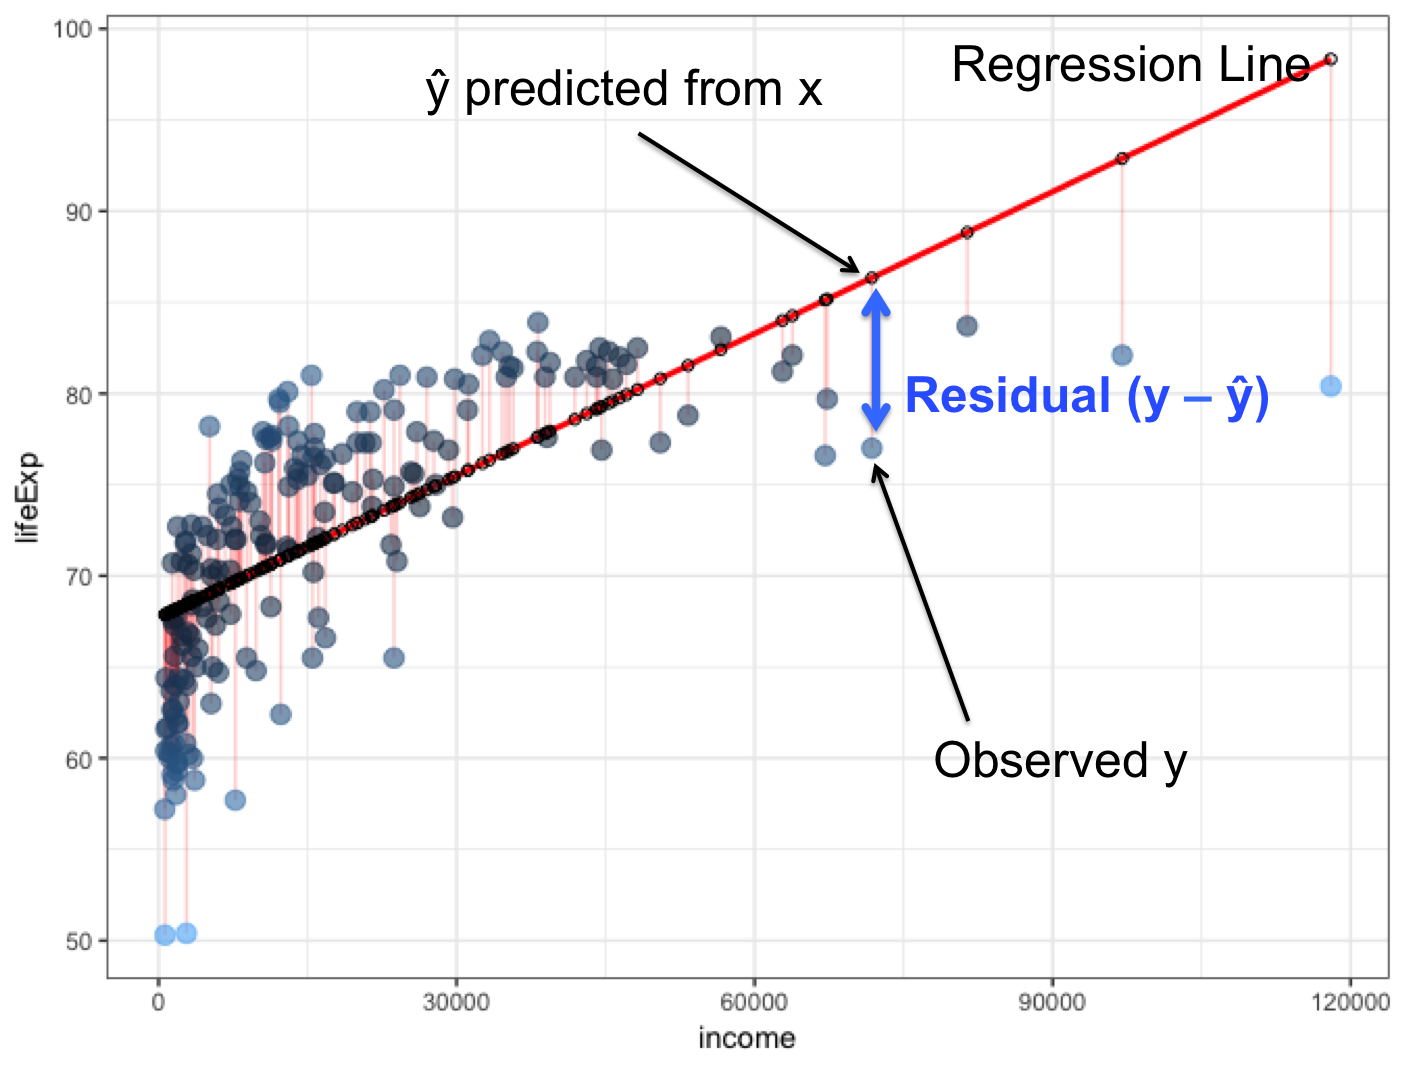 100
Regression Line
ŷ predicted from x
90
80
Residual (y – ŷ)
lifeExp
70
60
Observed y
50
0
30000
60000
90000
120000
income